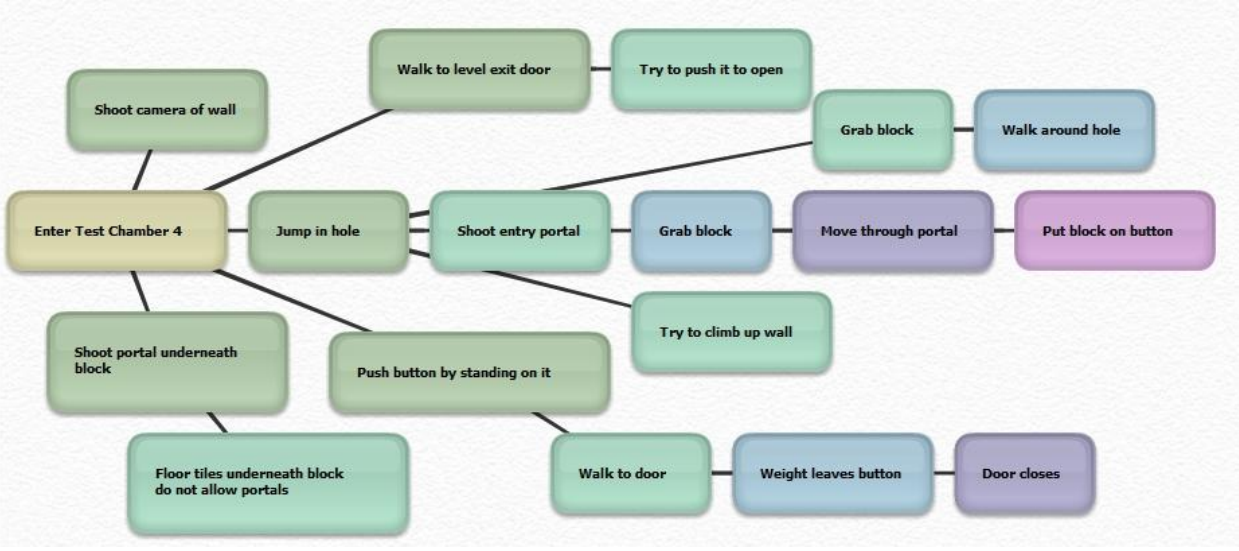 Walk to level exit door
Try to push it to open
Shoot camera of wall
Grab block
Walk around hole
Enter Test Chamber 4
Jump in hole
Shoot entry portal
Grab block
Move through portal
Put block on button
Try to climb up wall
Shoot portal underneath
block
Push button by standing on it
Floor tiles underneath block
do not allow portals
Walk to door
Weight leaves button
Door closes